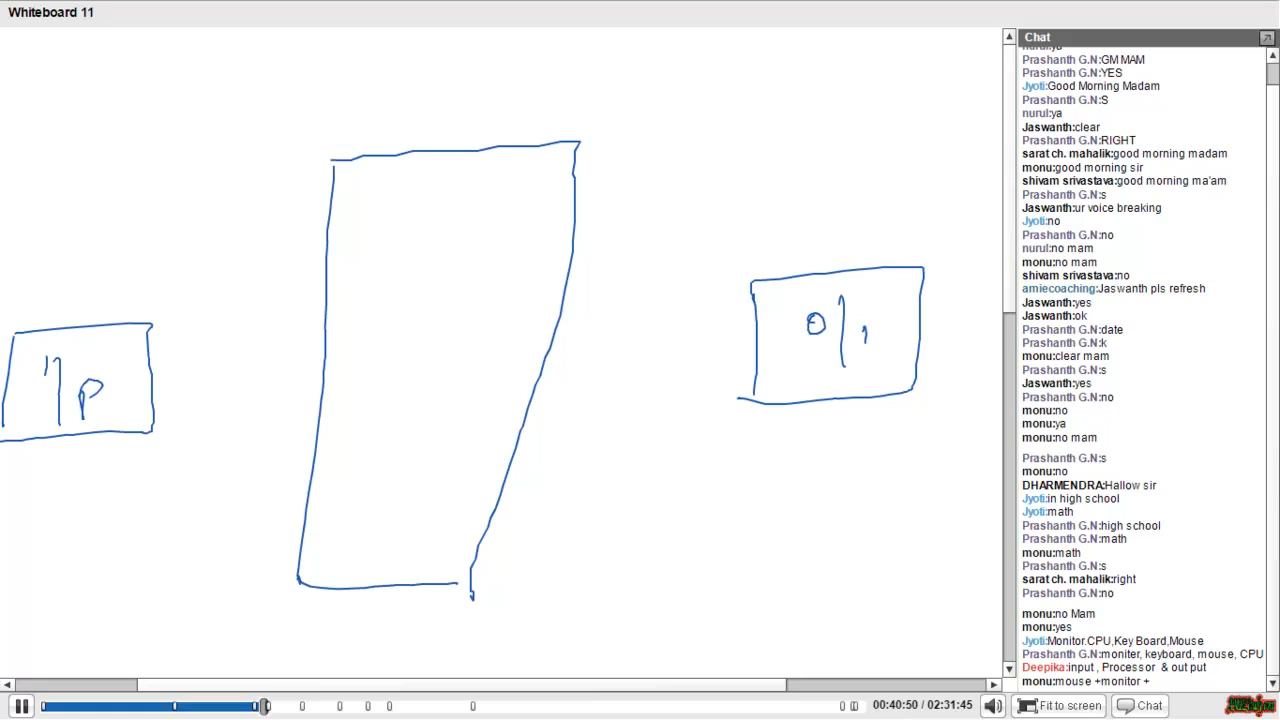 Whiteboard 11
Chat
nurul:ya
Prashanth G.N:GM MAM
Prashanth G.N:YES
Jyoti:Good Morning Madam
Prashanth G.N:S
nurul:ya
Jaswanth:clear
Prashanth G.N:RIGHT
sarat ch. mahalik:good morning madam
monu:good morning sir
shivam srivastava:good morning ma'am
Prashanth G.N:s
Jaswanth:ur voice breaking
Jyoti:no
Prashanth G.N:no
nurul:no mam
monu:no mam
shivam srivastava:no
amiecoaching:Jaswanth pls refresh
Jaswanth:yes
Jaswanth:ok
Prashanth G.N:date
Prashanth G.N:k
monu:clear mam
Prashanth G.N:s
Jaswanth:yes
Prashanth G.N:no
monu:no
monu:ya
monu:no mam
Prashanth G.N:s
monu:no
DHARMENDRA:Hallow sir
Jyoti:in high school
Jyoti:math
Prashanth G.N:high school
Prashanth G.N:math
monu:math
Prashanth G.N:s
sarat ch. mahalik:right
Prashanth G.N:no
monu:no Mam
monu:yes
Jyoti:Monitor.CPU,Key Board,Mouse
Prashanth G.N:moniter, keyboard, mouse, CPU
Deepika:input , Processor & out put
monu:mouse +monitor +
00:40:50 / 02:31:45
Fit to screen
Chat